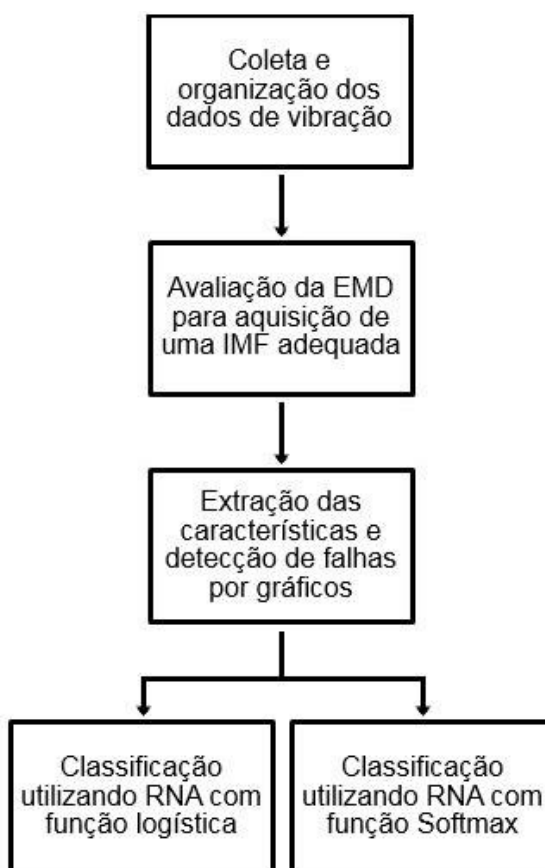 Coleta e
organização dos
dados de vibração
Avaliação da EMD
para aquisição de
uma IMF adequada
Extração das
características e
detecção de falhas
por gráficos
Classificação
utilizando RNA com
função logística
Classificação
utilizando RNA com
função Softmax